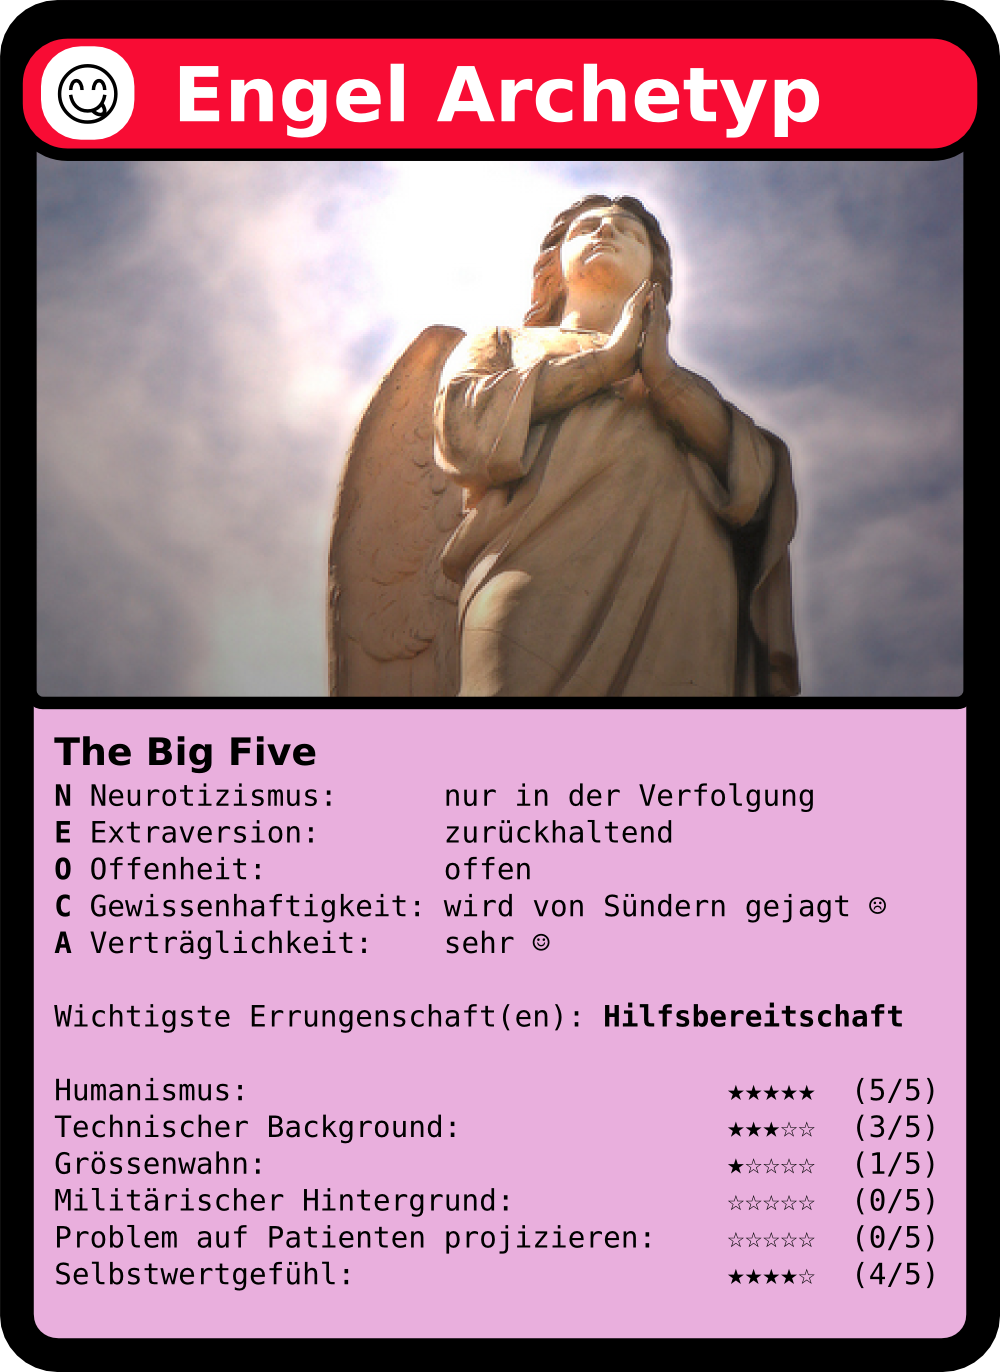 Engel Archetyp
The Big Five
N Neurotizismus: nur in der Verfolgung
E Extraversion: zurückhaltend
O Offenheit: offen
C Gewissenhaftigkeit: wird von Sündern gejagt ☹
A Verträglichkeit: sehr ☺
Wichtigste Errungenschaft(en): Hilfsbereitschaft
Humanismus: ★★★★★ (5/5)
Technischer Background: ★★★☆☆ (3/5)
Grössenwahn: ★☆☆☆☆ (1/5)
Militärischer Hintergrund: ☆☆☆☆☆ (0/5)
Problem auf Patienten projizieren: ☆☆☆☆☆ (0/5)
Selbstwertgefühl: ★★★★☆ (4/5)